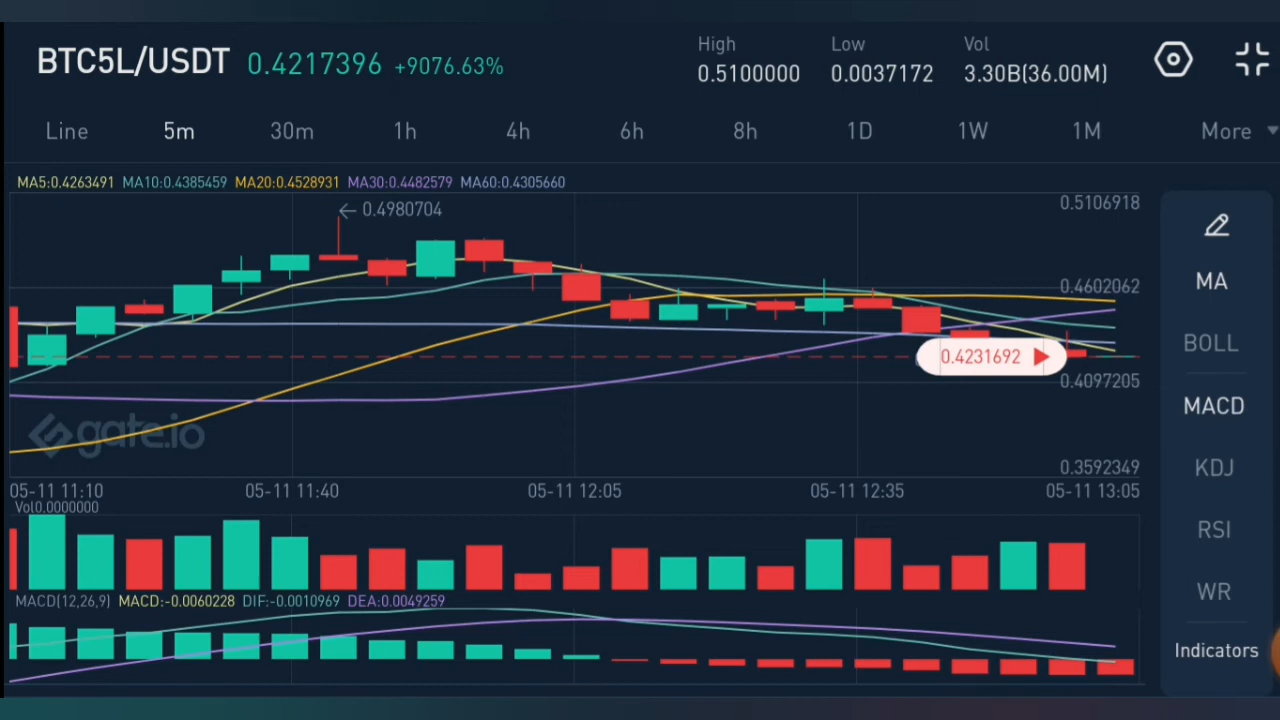 BTC5L/USDT 0.4217396 +9076.63%
High Low Vol
0.5100000 0.0037172 3.30B(36.00M)
Line 5m 30m 1h 4h 6h 8h 1D 1W 1M More
MA5:0.4263491 MA10:0.4385459 MA20:0.4528931 MA30:0.4482579 MA60:0.4305660
0.5106918
0.4980704
MA
0.4602062
BOLL
0.4231692
0.4097205
MACD
gate.io
0.3592349
KDJ
05-11 11:10 05-11 11:40 05-11 12:05 05-11 12:35 05-11 13:05
Vol0.0000000
RSI
WR
MACD(12,26,9) MACD:-0.0060228 DIF:-0.0010969 DEA:0.0049259
Indicators